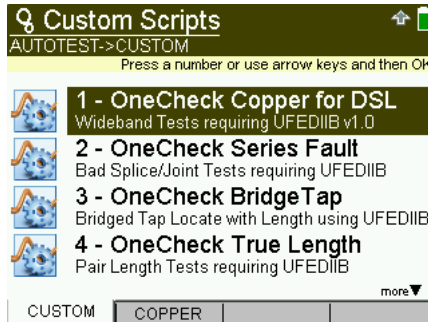 Custom Scripts
AUTOTEST->CUSTOM
Press a number or use arrow keys and then OK
1 - OneCheck Copper for DSL
Wideband Tests requiring UFEDIIB v1.0
2 - OneCheck Series Fault
Bad Splice/Joint Tests requiring UFEDIIB
3 - OneCheck BridgeTap
Bridged Tap Locate with Length using UFEDIIB
4 - OneCheck True Length
Pair Length Tests requiring UFEDIIB
more▼
CUSTOM COPPER